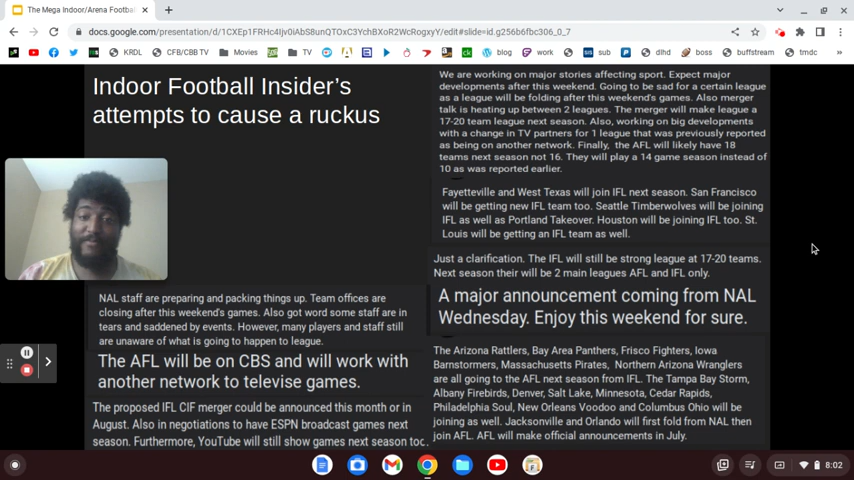 The Mega Indoor/Arena Footba
docs.google.com/presentation/d/1CXEp1FRHc4Ijv0iAbS8unQTOxC3YchBXoR2WcRogxyY/edit#slide=id.g256b6fbc306_0_7
KRDL
CFB/CBB TV
Movies
TV
blog
work
sub
dlhd
boss
buffstream
tmdc
Indoor Football Insider's
attempts to cause a ruckus
We are working on major stories affecting sport. Expect major
developments after this weekend's games. Going to be sad for a certain league
as a league will be folding after this weekend's games. Also merger
talk is heating up between 2 leagues. The merger will make league a
17-20 team league next season. Also, working on big developments
with a change in TV partners for 1 league that was previously reported
as being on another network. Finally, the AFL will likely have 18
teams next season not 16. They will play a 14 game season instead of
10 as was reported earlier.
Fayetteville and West Texas will join IFL next season. San Francisco
will be getting new IFL team too. Seattle Timberwolves will be joining
IFL as well as Portland Takeover. Houston will be joining IFL too. St.
Louis will be getting an IFL team as well.
Just a clarification. The IFL will still be strong league at 17-20 teams.
Next season their will be 2 main leagues AFL and IFL only.
A major announcement coming from NAL
Wednesday. Enjoy this weekend for sure.
NAL staff are preparing and packing things up. Team offices are
closing after this weekend's games. Also got word some staff are in
tears and saddened by events. However, many players and staff still
are unaware of what is going to happen to league.
The AFL will be on CBS and will work with
another network to televise games.
The proposed IFL CIF merger could be announced this month or in
August. Also in negotiations to have ESPN broadcast games next
season. Furthermore, YouTube will still show games next season too.
The Arizona Rattlers, Bay Area Panthers, Frisco Fighters, Iowa
Barnstormers, Massachusetts Pirates, Northern Arizona Wranglers
are all going to the AFL next season from IFL. The Tampa Bay Storm,
Albany Firebirds, Denver, Salt Lake, Minnesota, Cedar Rapids,
Philadelphia Soul, New Orleans Voodoo and Columbus Ohio will be
joining as well. Jacksonville and Orlando will first fold from NAL then
join AFL. AFL will make official announcements in July.
8:02